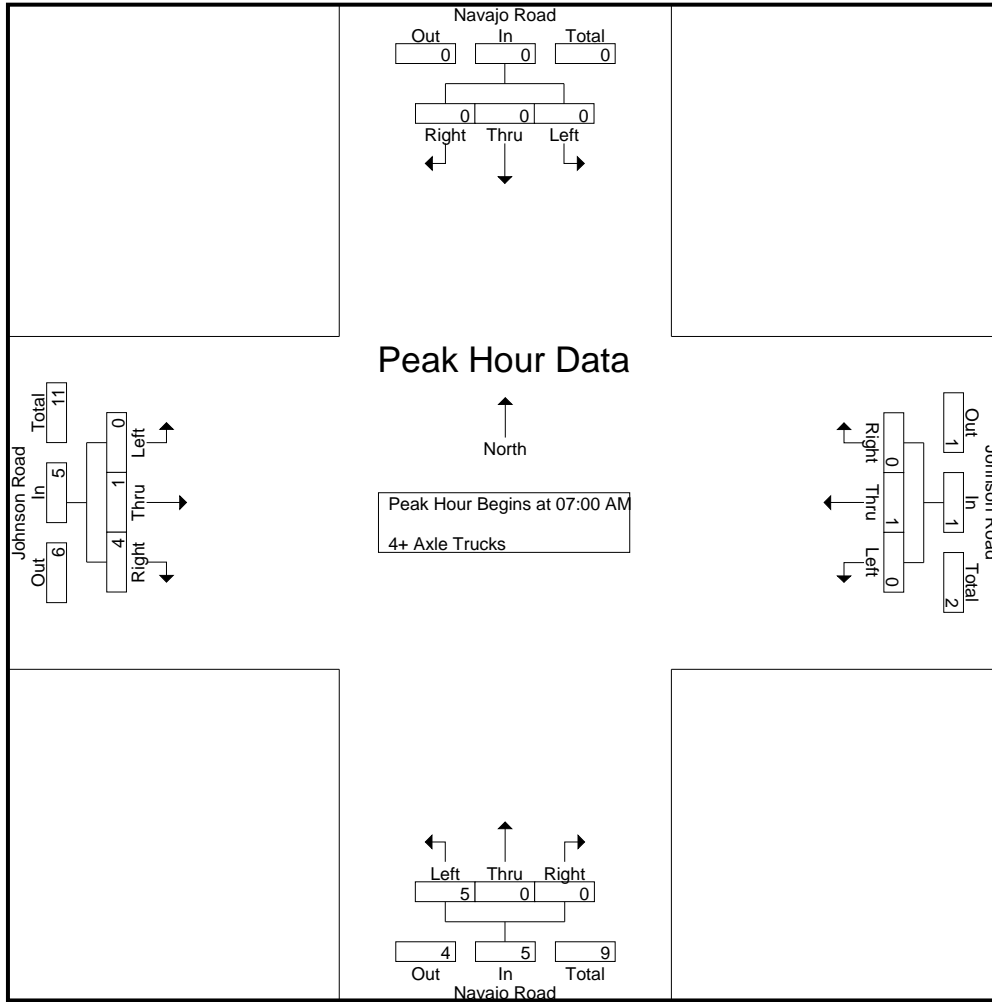 Navajo Road
Out In Total
0 0 0
0 0 0
Right Thru Left
Peak Hour Data
North
Peak Hour Begins at 07:00 AM
4+ Axle Trucks
Johnson Road
Out In Total
6 5 11
Left Thru Right
0 1 4
Johnson Road
Out In Total
1 1 2
Right Thru Left
0 1 0
Left Thru Right
5 0 0
4 5 9
Out In Total
Navajo Road